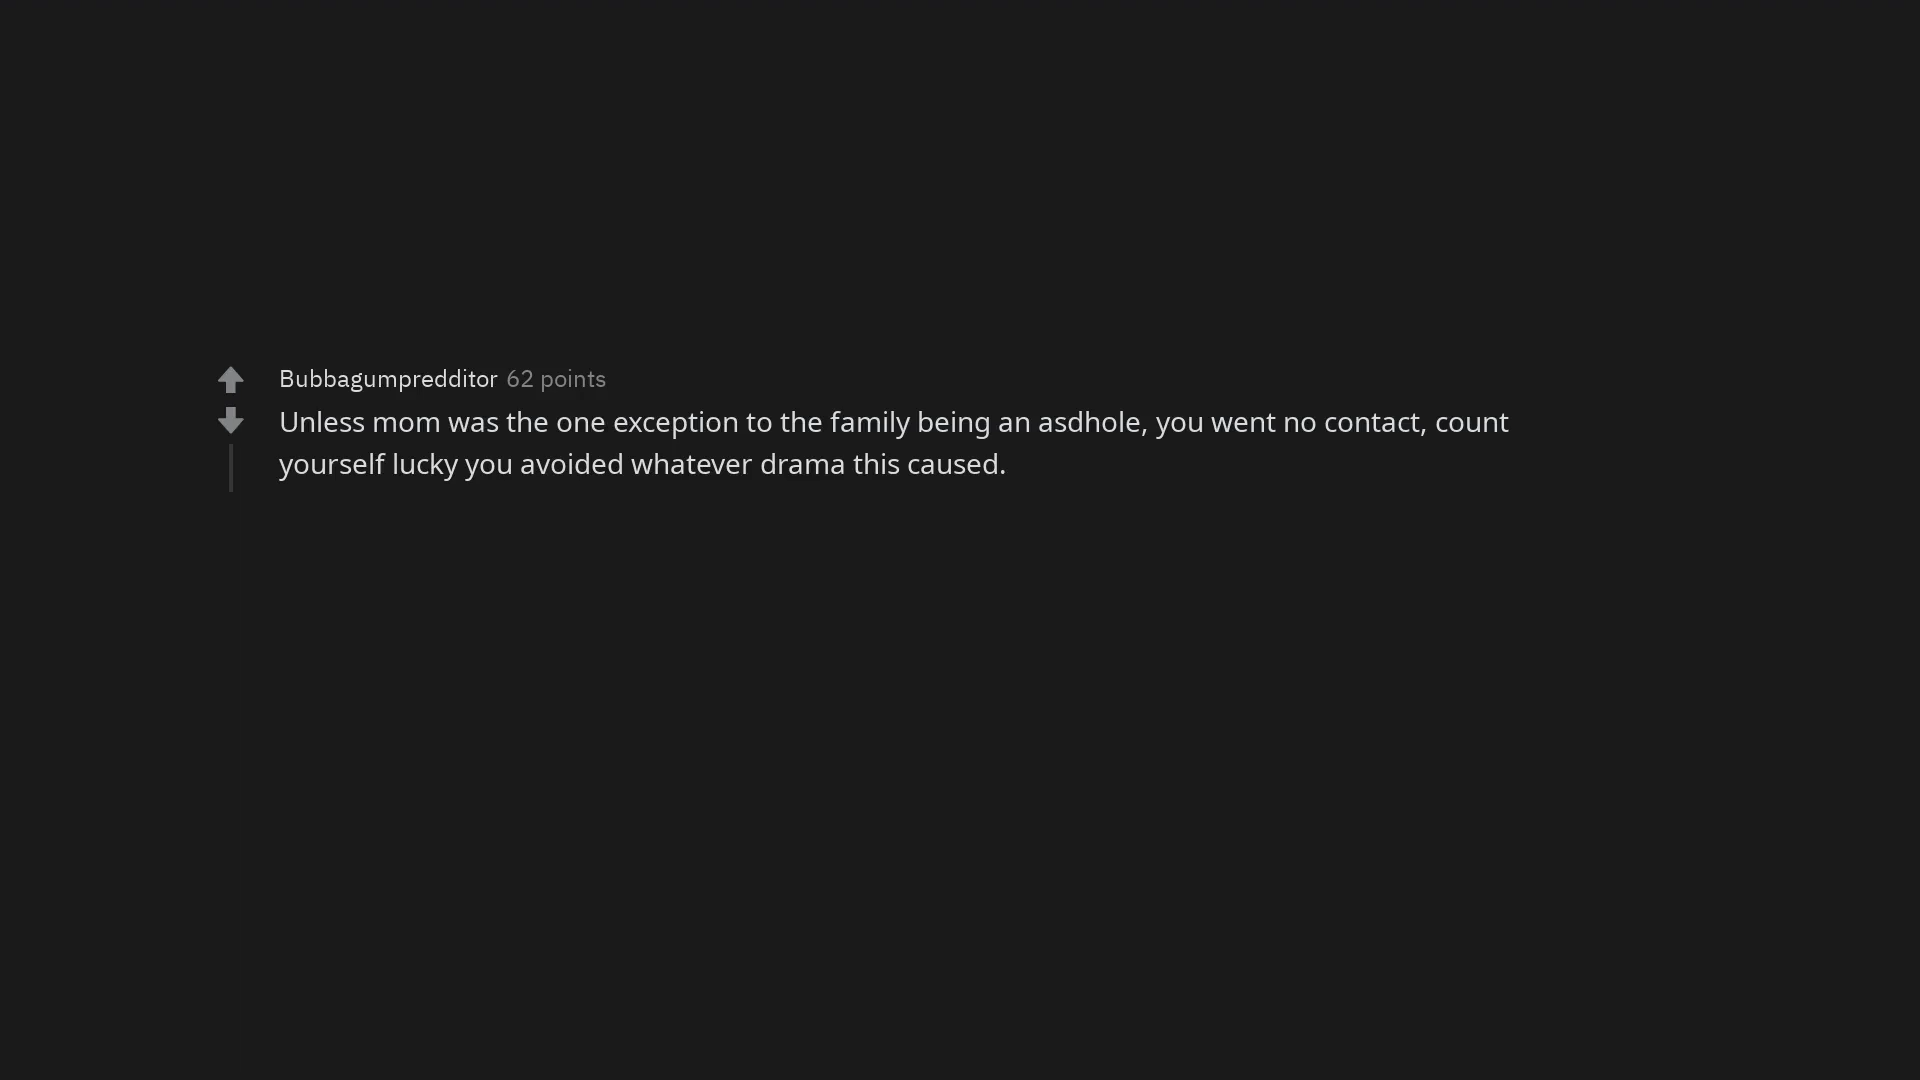 Bubbagumpredditor 62 points
Unless mom was the one exception to the family being an asdhole, you went no contact, count
yourself lucky you avoided whatever drama this caused.